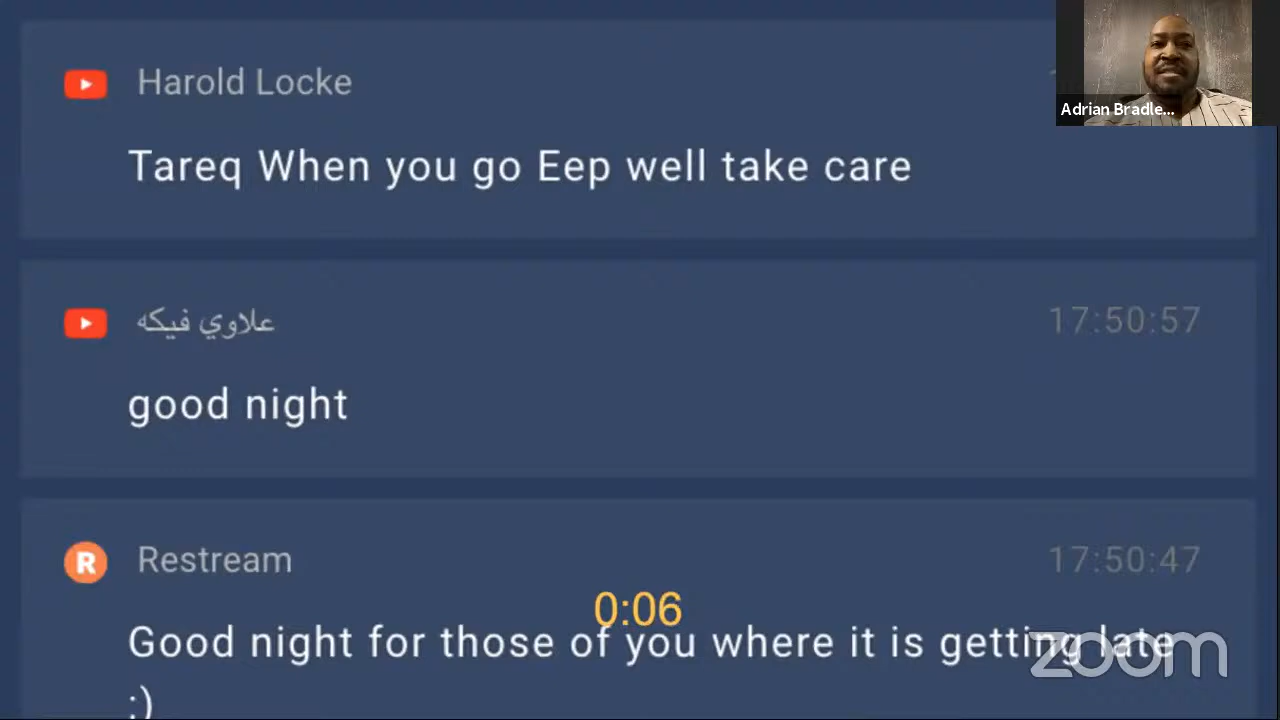 Harold Locke
Adrian Bradle...
Tareq When you go Eep well take care
علاوي فيكه
17:50:57
good night
R
Restream
17:50:47
0:06
Good night for those of you where it is getting late
zoom
:)